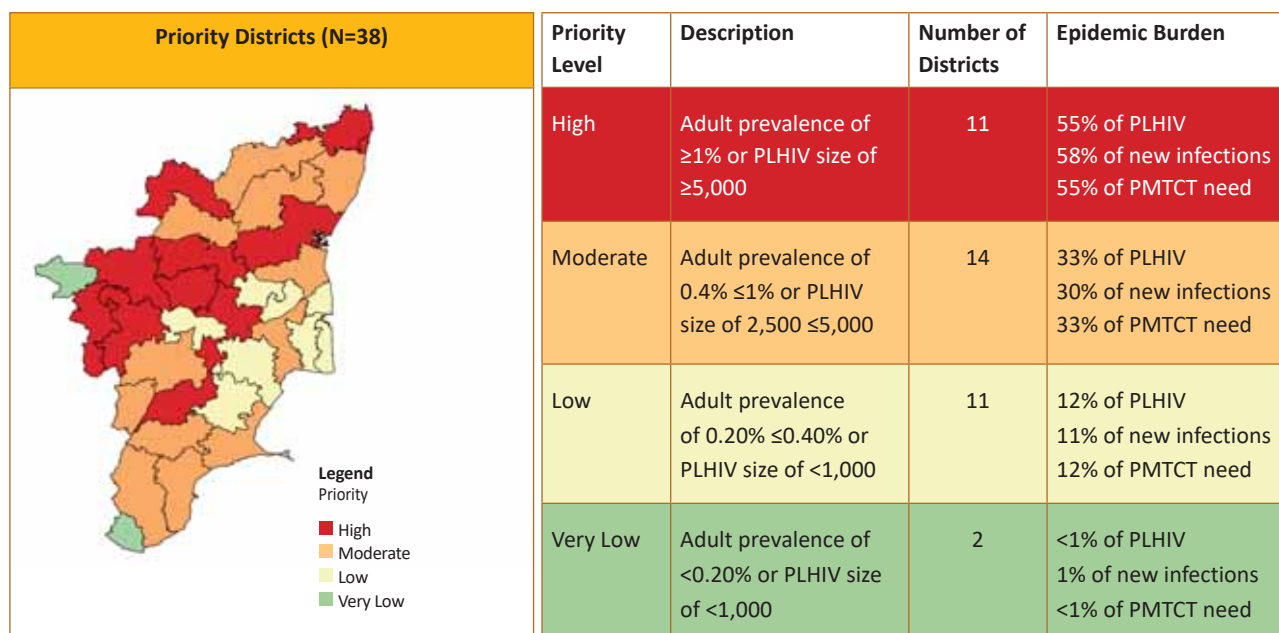 Priority Districts (N=38)
Legend
Priority
High
Moderate
Low
Very Low
Priority
Level
Description
Number of
Districts
Epidemic Burden
High
Adult prevalence of
≥1% or PLHIV size of
≥5,000
11
55% of PLHIV
58% of new infections
55% of PMTCT need
Moderate
Adult prevalence of
0.4% ≤1% or PLHIV
size of 2,500 ≤5,000
14
33% of PLHIV
30% of new infections
33% of PMTCT need
Low
Adult prevalence
of 0.20% ≤0.40% or
PLHIV size of <1,000
11
12% of PLHIV
11% of new infections
12% of PMTCT need
Very Low
Adult prevalence of
<0.20% or PLHIV size
of <1,000
2
<1% of PLHIV
1% of new infections
<1% of PMTCT need